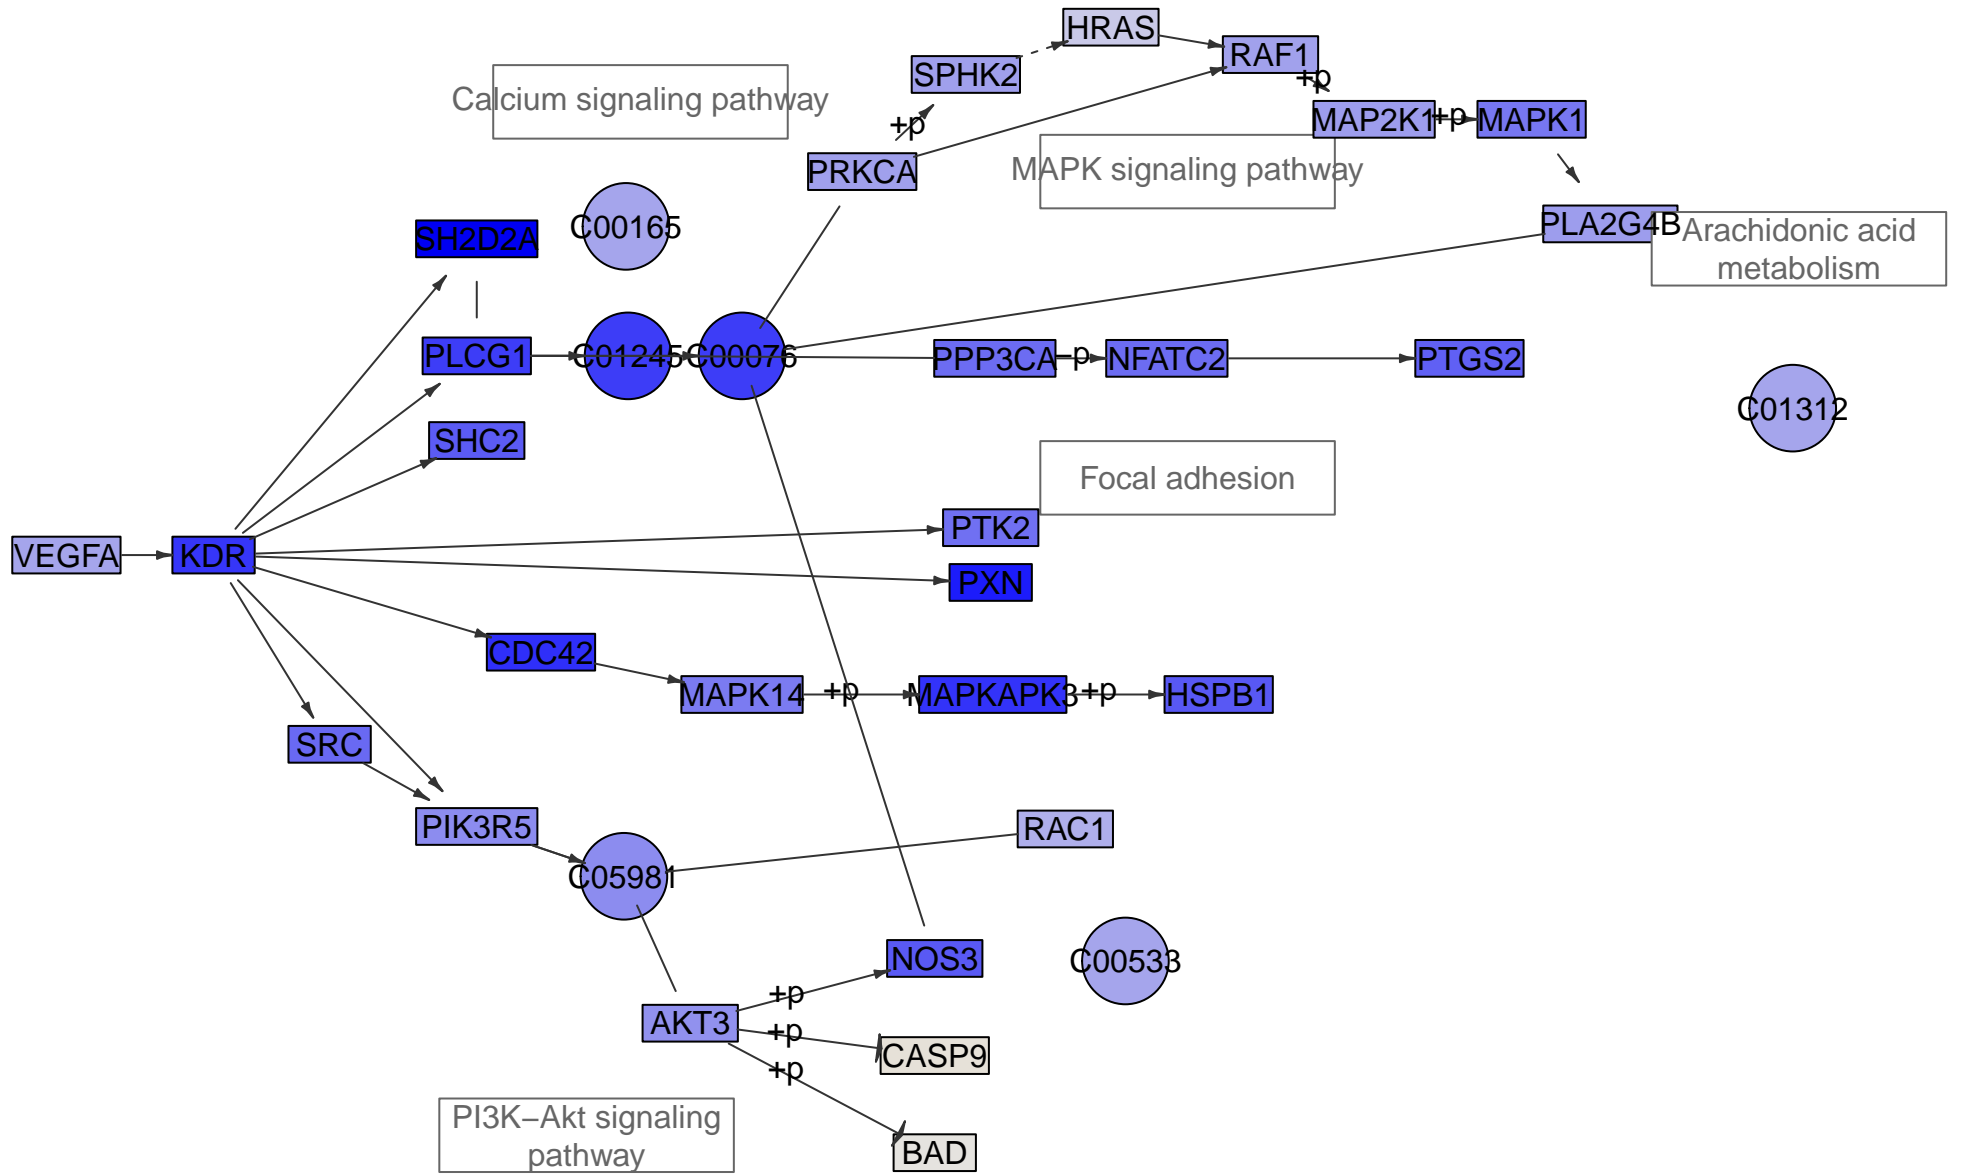 HRAS
RAF1
SPHK2
+p
Calcium signaling pathway
MAP2K1
+p
MAPK1
+p
PRKCA
MAPK signaling pathway
C00165
SH2D2A
PLA2G4B
Arachidonic acid
metabolism
PLCG1
C01245
C00076
PPP3CA
−p
NFATC2
PTGS2
C01312
SHC2
Focal adhesion
PTK2
VEGFA
KDR
PXN
CDC42
MAPK14
+p
MAPKAPK3
+p
HSPB1
SRC
PIK3R5
RAC1
C05981
NOS3
C00533
+p
AKT3
+p
CASP9
+p
PI3K−Akt signaling
pathway
BAD